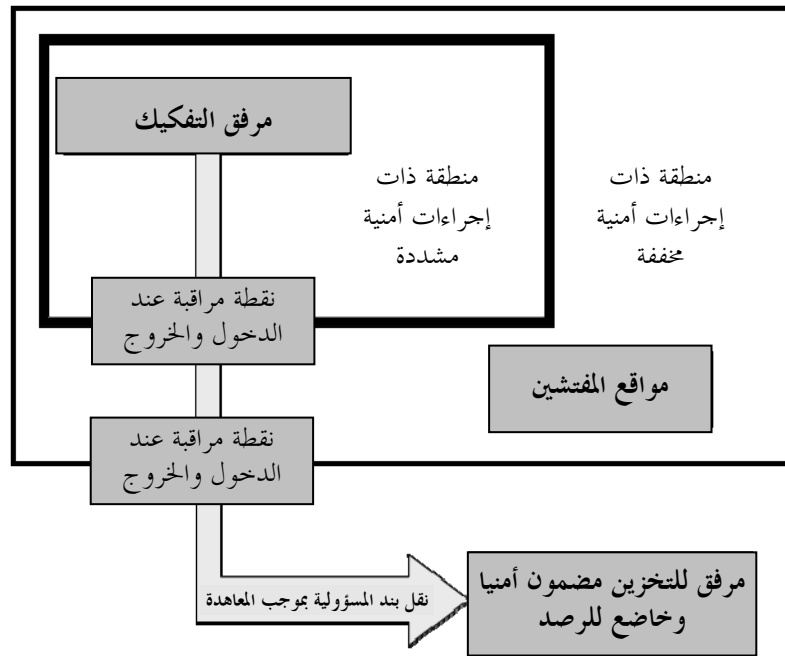 مرفق التفكيك
منطقة ذات
إجراءات أمنية
مخففة
منطقة ذات
إجراءات أمنية
مشددة
نقطة مراقبة عند
الدخول والخروج
مواقع المفتشين
نقطة مراقبة عند
الدخول والخروج
مرفق للتخزين مضمون أمنيا
وخاضع للرصد
نقل بند المسؤولية بموجب المعاهدة